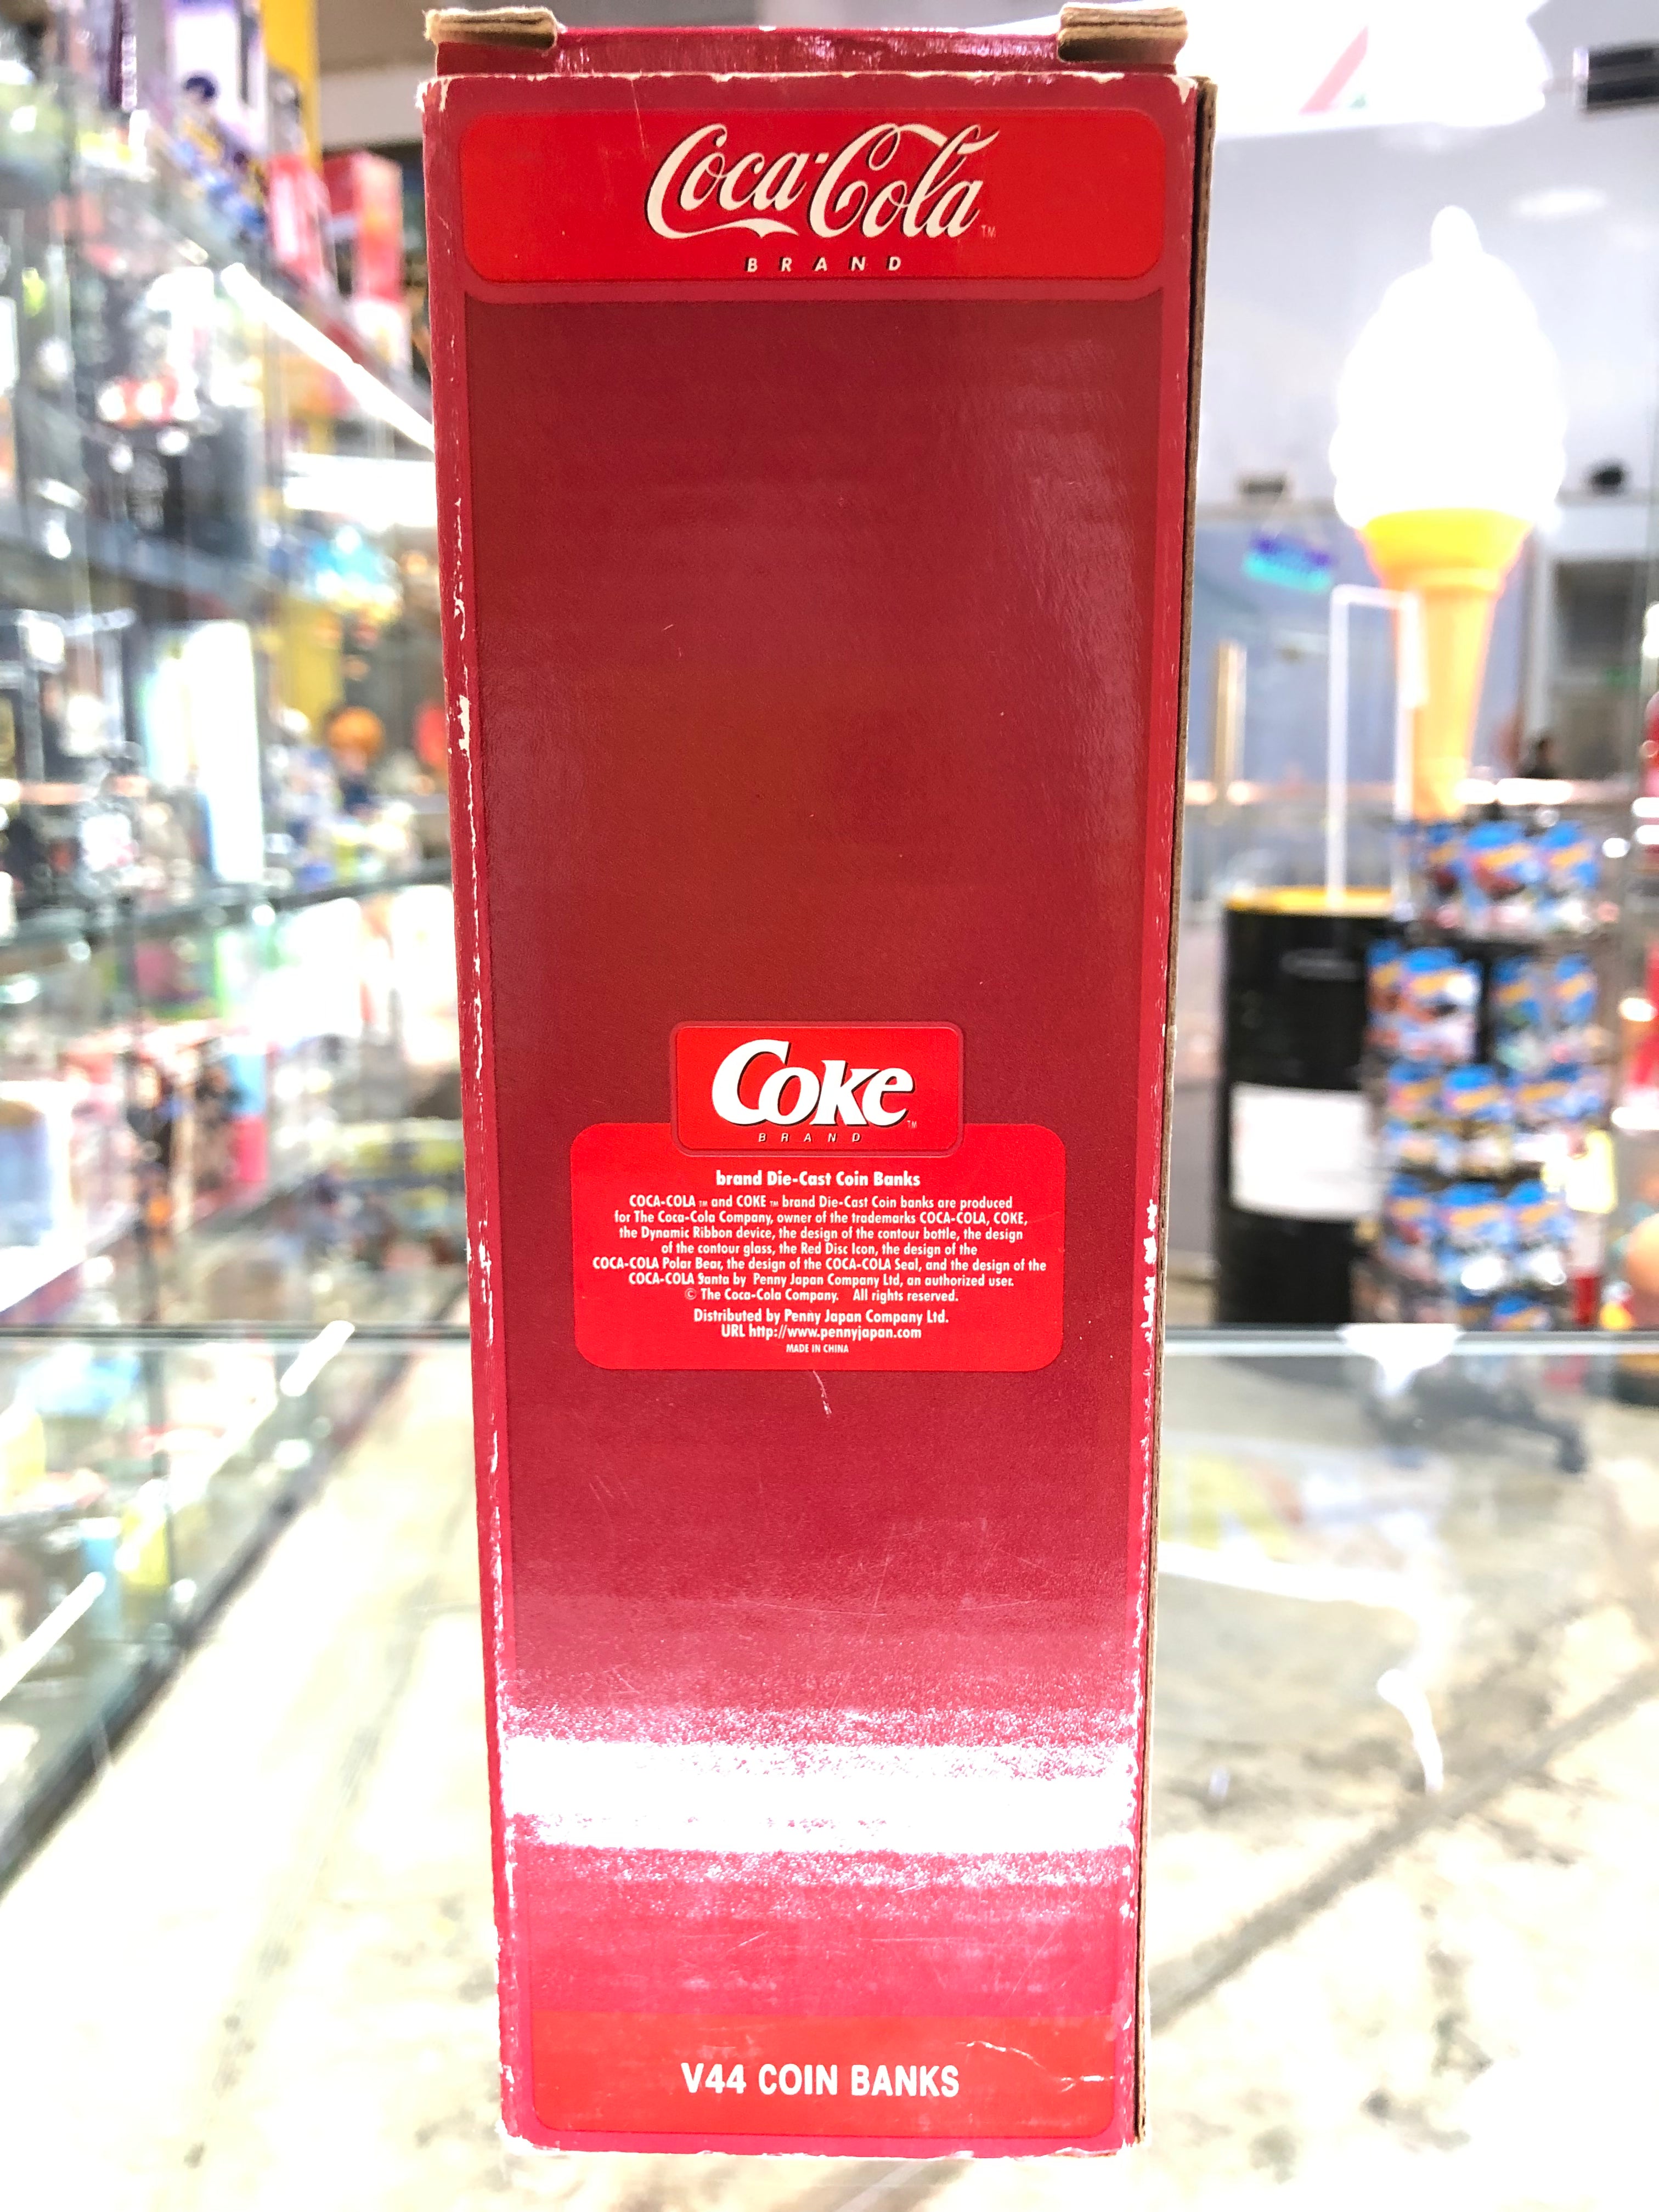 Coca-Cola TM
BRAND
Coke TM
BRAND
brand Die-Cast Coin Banks
COCA-COLA TM and COKE TM brand Die-Cast Coin banks are produced
for The Coca-Cola Company, owner of the trademarks COCA-COLA, COKE,
the Dynamic Ribbon device, the design of the contour bottle, the design
of the contour glass, the Red Disc Icon, the design of the
COCA-COLA Polar Bear, the design of the COCA-COLA Seal, and the design of the
COCA-COLA Santa by Penny Japan Company Ltd, an authorized user.
© The Coca-Cola Company. All rights reserved.
Distributed by Penny Japan Company Ltd.
URL http://www.pennyjapan.com
MADE IN CHINA
V44 COIN BANKS